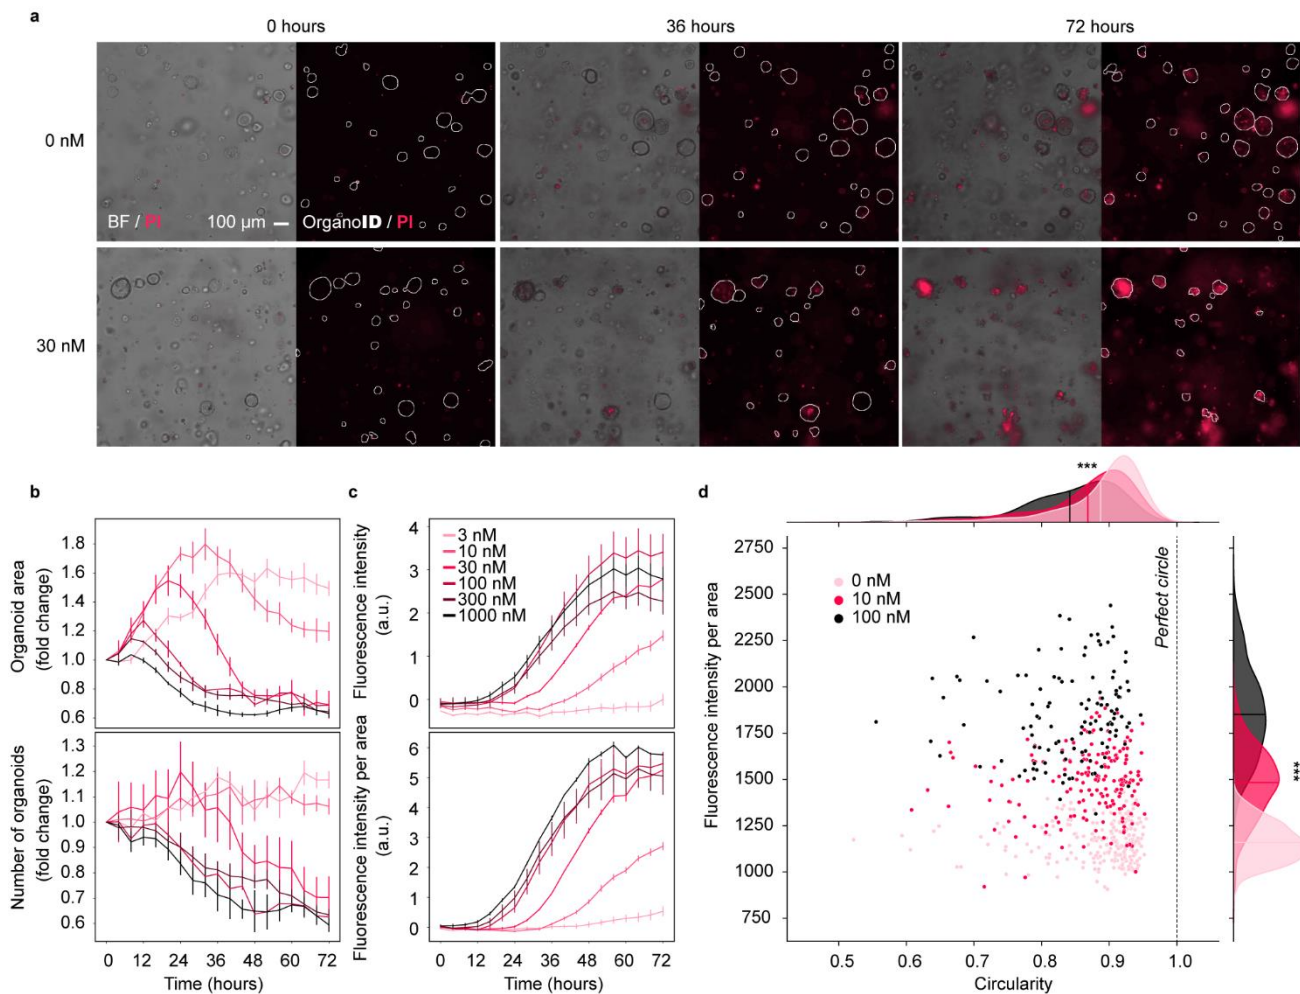 a
0 hours
36 hours
72 hours
0 nM
BF / PI
100 µm
OrganoID / PI
30 nM
b
Organoid area
(fold change)
1.8
1.6
1.4
1.2
1.0
0.8
0.6
Number of organoids
(fold change)
1.3
1.2
1.1
1.0
0.9
0.8
0.7
0.6
0
12
24
36
48
60
72
Time (hours)
c
Fluorescence intensity
(a.u.)
4
3
2
1
0
3 nM
10 nM
30 nM
100 nM
300 nM
1000 nM
Fluorescence intensity per area
(a.u.)
6
5
4
3
2
1
0
0
12
24
36
48
60
72
Time (hours)
d
***
Fluorescence intensity per area
2750
2500
2250
2000
1750
1500
1250
1000
750
0 nM
10 nM
100 nM
Perfect circle
***
0.5
0.6
0.7
0.8
0.9
1.0
Circularity